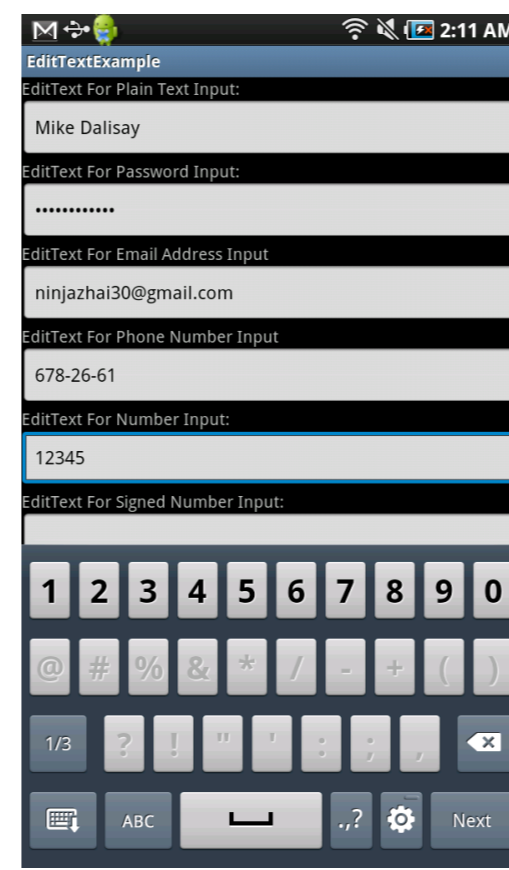 2:11 AM
EditTextExample
EditText For Plain Text Input:
Mike Dalisay
EditText For Password Input:
••••••••••••
EditText For Email Address Input
ninjazhai30@gmail.com
EditText For Phone Number Input
678-26-61
EditText For Number Input:
12345
EditText For Signed Number Input:
1 2 3 4 5 6 7 8 9 0
@ # % & * / - + ( )
1/3 ? ! " ' : ; ,
ABC .,? Next